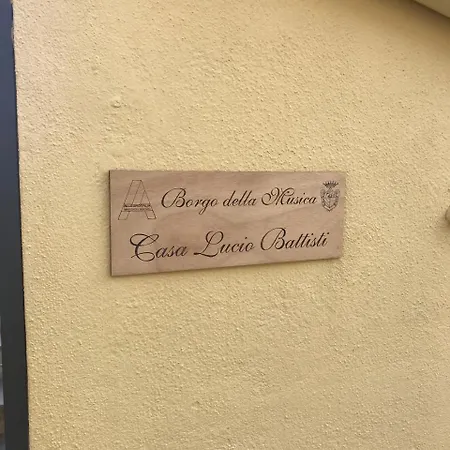 A Borgo della Musica
Casa Lucio Battisti